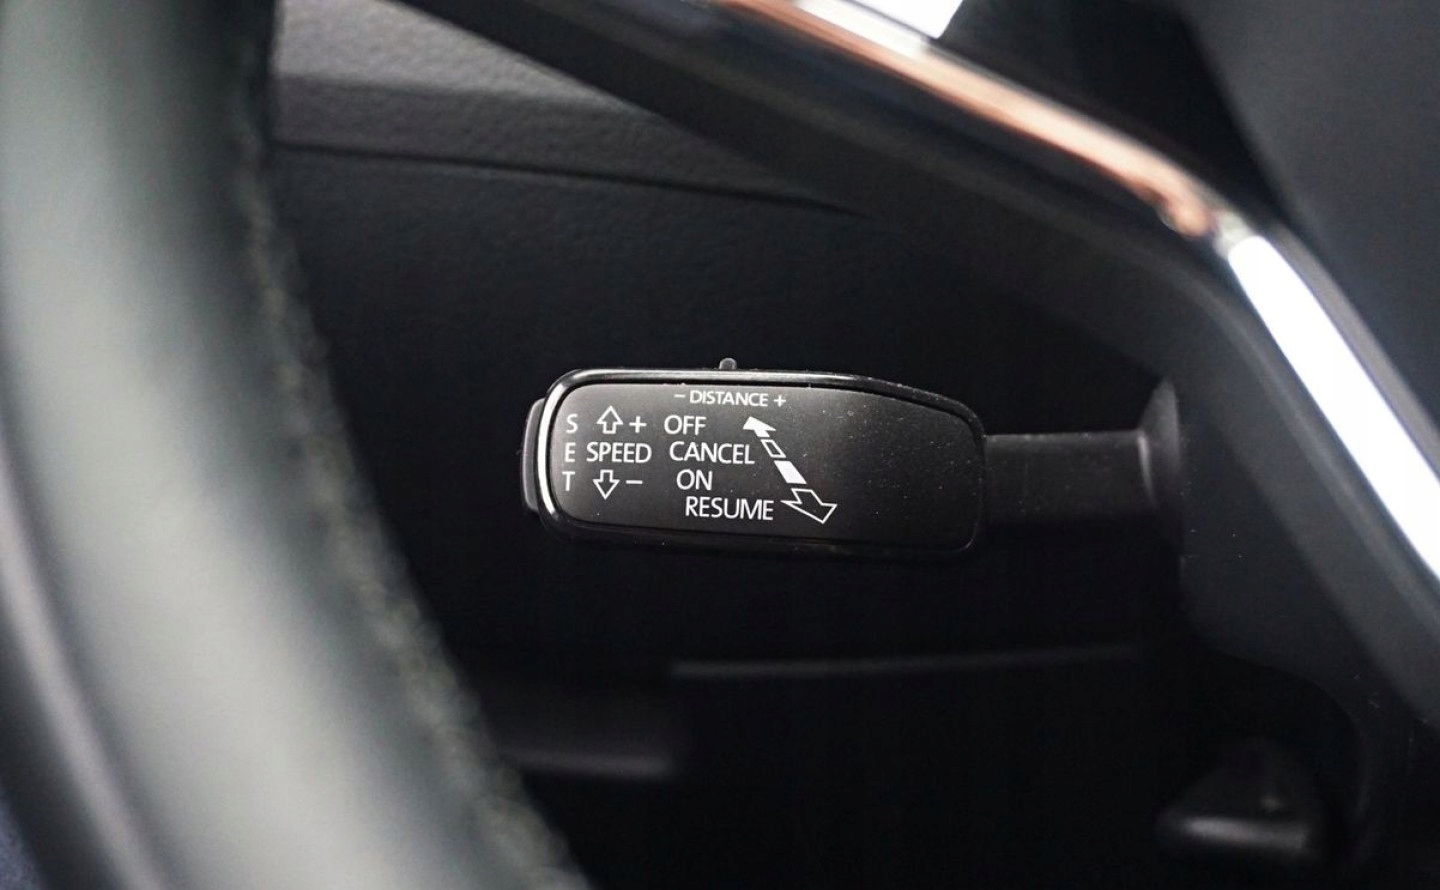 − DISTANCE +
S + OFF
E SPEED CANCEL
T − ON
RESUME